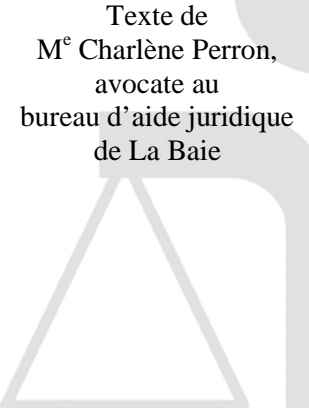 Texte de
Me Charlène Perron,
avocate au
bureau d’aide juridique
de La Baie